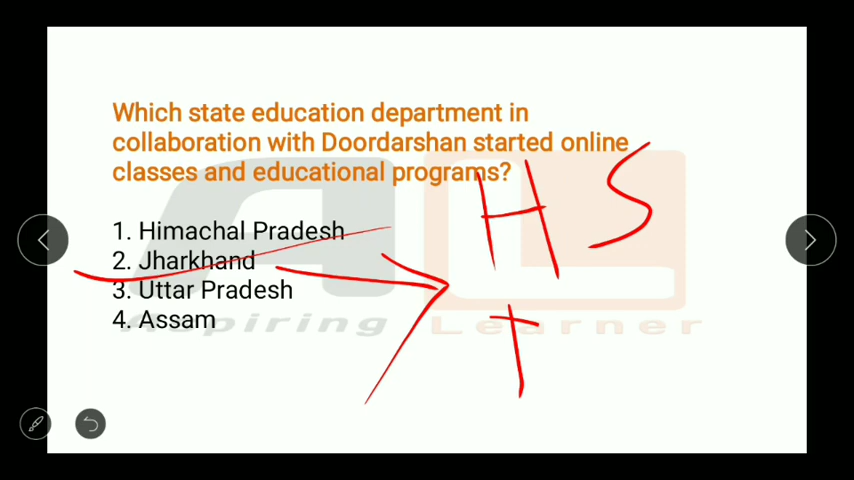 Which state education department in
collaboration with Doordarshan started online
classes and educational programs?
1. Himachal Pradesh
2. Jharkhand
3. Uttar Pradesh
4. Assam
Aspiring Learner
H S